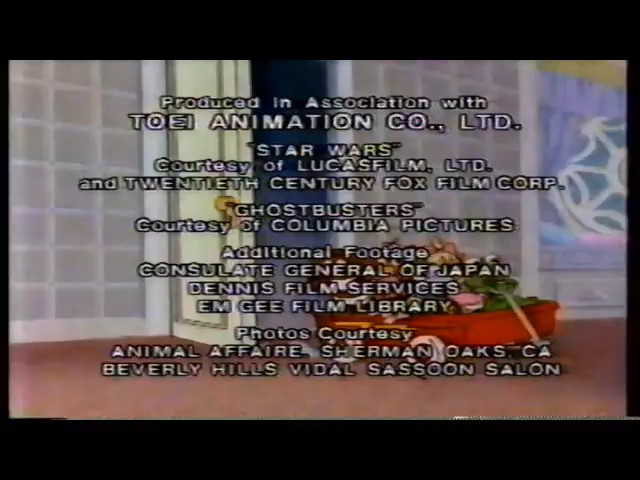 Produced in Association with
TOEI ANIMATION CO., LTD.
"STAR WARS"
Courtesy of LUCASFILM, LTD.
and TWENTIETH CENTURY FOX FILM CORP.
"GHOSTBUSTERS"
Courtesy of COLUMBIA PICTURES
Additional Footage
CONSULATE GENERAL OF JAPAN
DENNIS FILM SERVICES
EM GEE FILM LIBRARY
Photos Courtesy
ANIMAL AFFAIRE, SHERMAN OAKS, CA
BEVERLY HILLS VIDAL SASSOON SALON